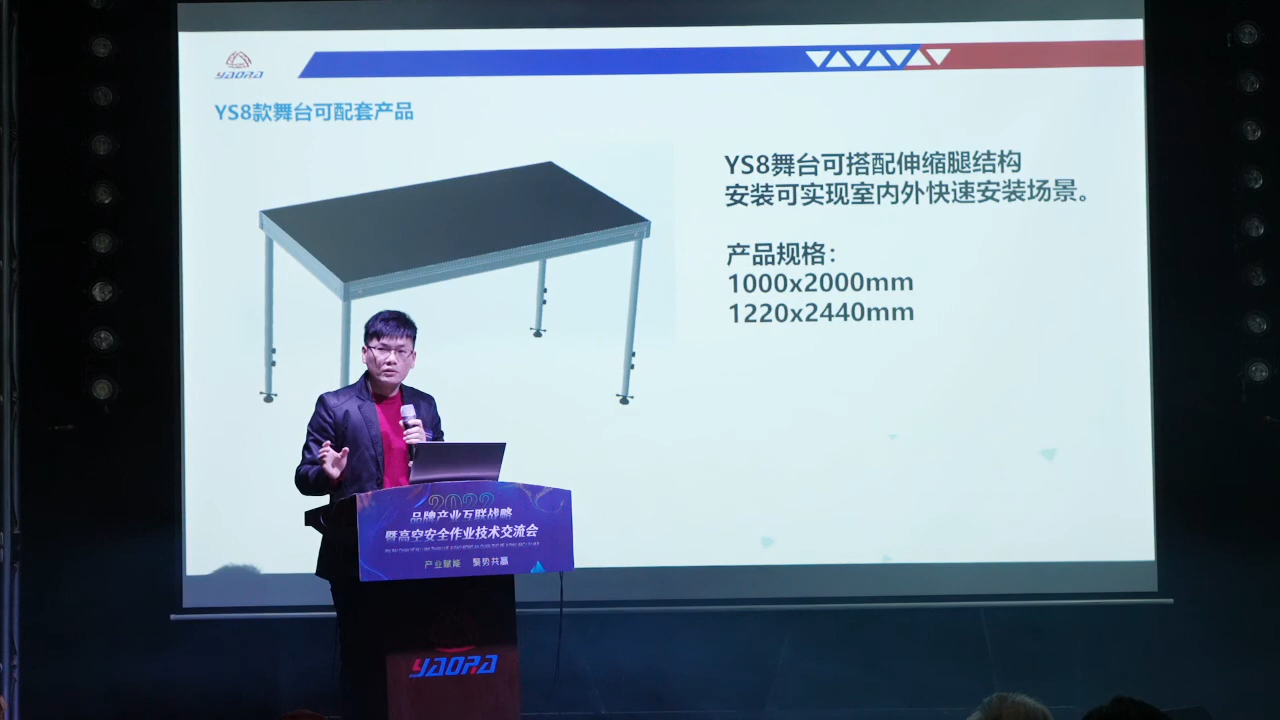 YAORA
YS8款舞台可配套产品
YS8舞台可搭配伸缩腿结构
安装可实现室内外快速安装场景。
产品规格：
1000x2000mm
1220x2440mm
2022
品牌产业互联战略
暨高空安全作业技术交流会
产业赋能 聚势共赢
YAORA